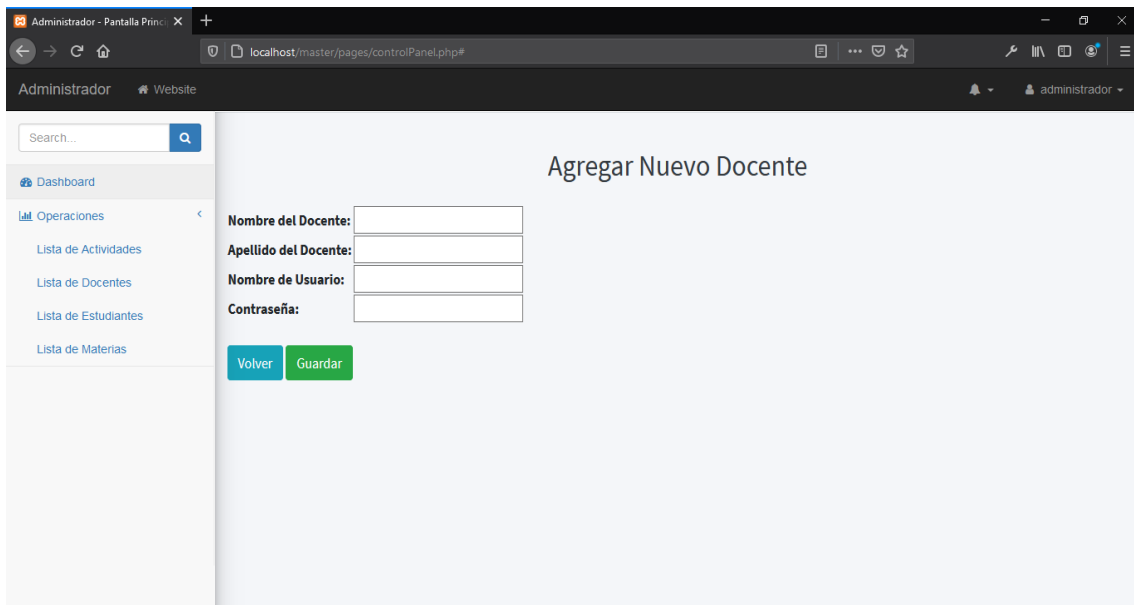 Administrador - Pantalla Princi
localhost/master/pages/controlPanel.php#
Administrador Website administrador
Search...
Dashboard
Operaciones
Lista de Actividades
Lista de Docentes
Lista de Estudiantes
Lista de Materias
Agregar Nuevo Docente
Nombre del Docente:
Apellido del Docente:
Nombre de Usuario:
Contraseña:
Volver Guardar